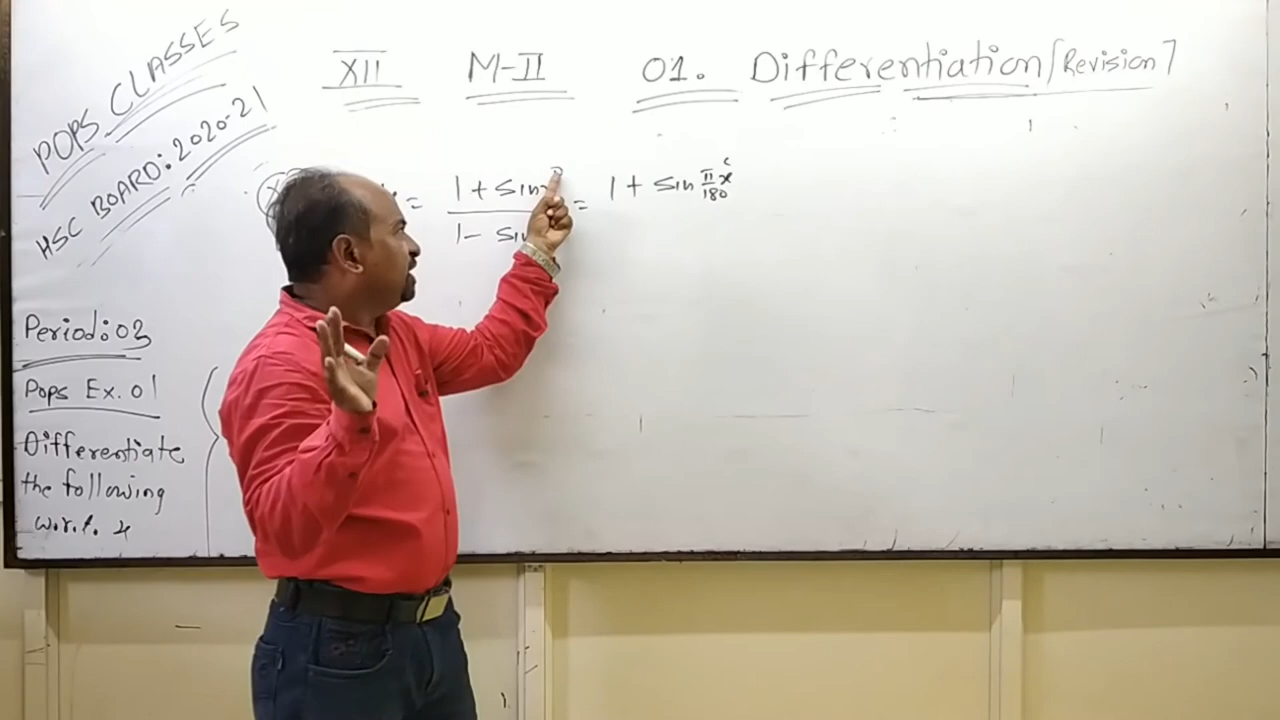 POPS CLASSES
HSC BOARD: 2020-21
XII M-II 01. Differentiation [Revision]
= 1 + sin = 1 + sin π/180 x^c
1 - sin
Period: 03
Pops Ex. 01
Differentiate
the following
w.r.t. x